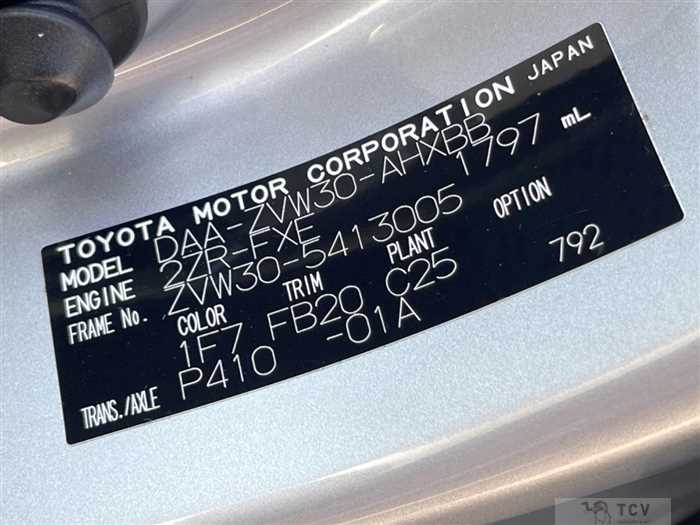 TOYOTA MOTOR CORPORATION JAPAN
MODEL DAA-ZVW30-AHXBB
ENGINE 2ZR-FXE 1797 mL
FRAME No. ZVW30-5413005
COLOR TRIM PLANT OPTION
1F7 FB20 C25 792
TRANS./AXLE P410 -01A
TCV